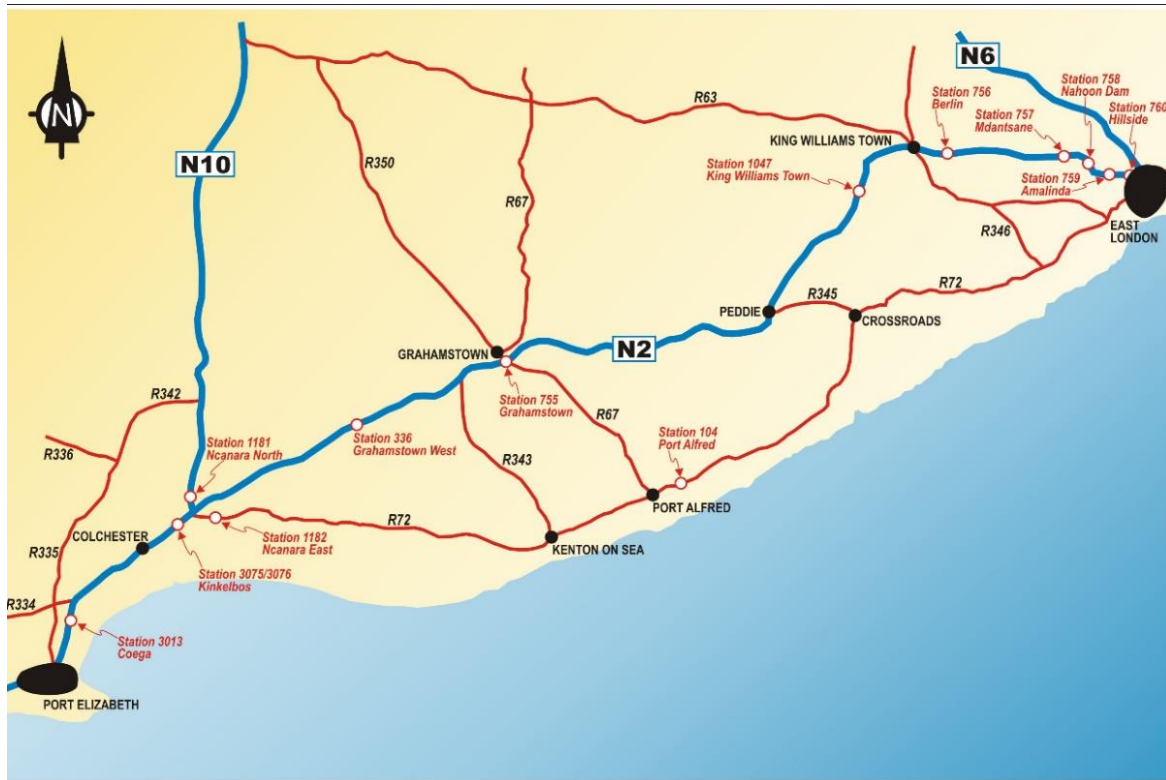 N
N10
N6
R63
R350
R67
KING WILLIAMS TOWN
Station 756
Berlin
Station 757
Mdantsane
Station 758
Nahoon Dam
Station 760
Hillside
Station 759
Amalinda
Station 1047
King Williams Town
EAST
LONDON
R346
R72
PEDDIE
R345
CROSSROADS
GRAHAMSTOWN
N2
Station 755
Grahamstown
R67
Station 336
Grahamstown West
R342
R336
Station 1181
Ncanara North
R343
Station 104
Port Alfred
PORT ALFRED
COLCHESTER
R72
Station 1182
Ncanara East
KENTON ON SEA
R335
Station 3075/3076
Kinkelbos
R334
Station 3013
Coega
PORT ELIZABETH